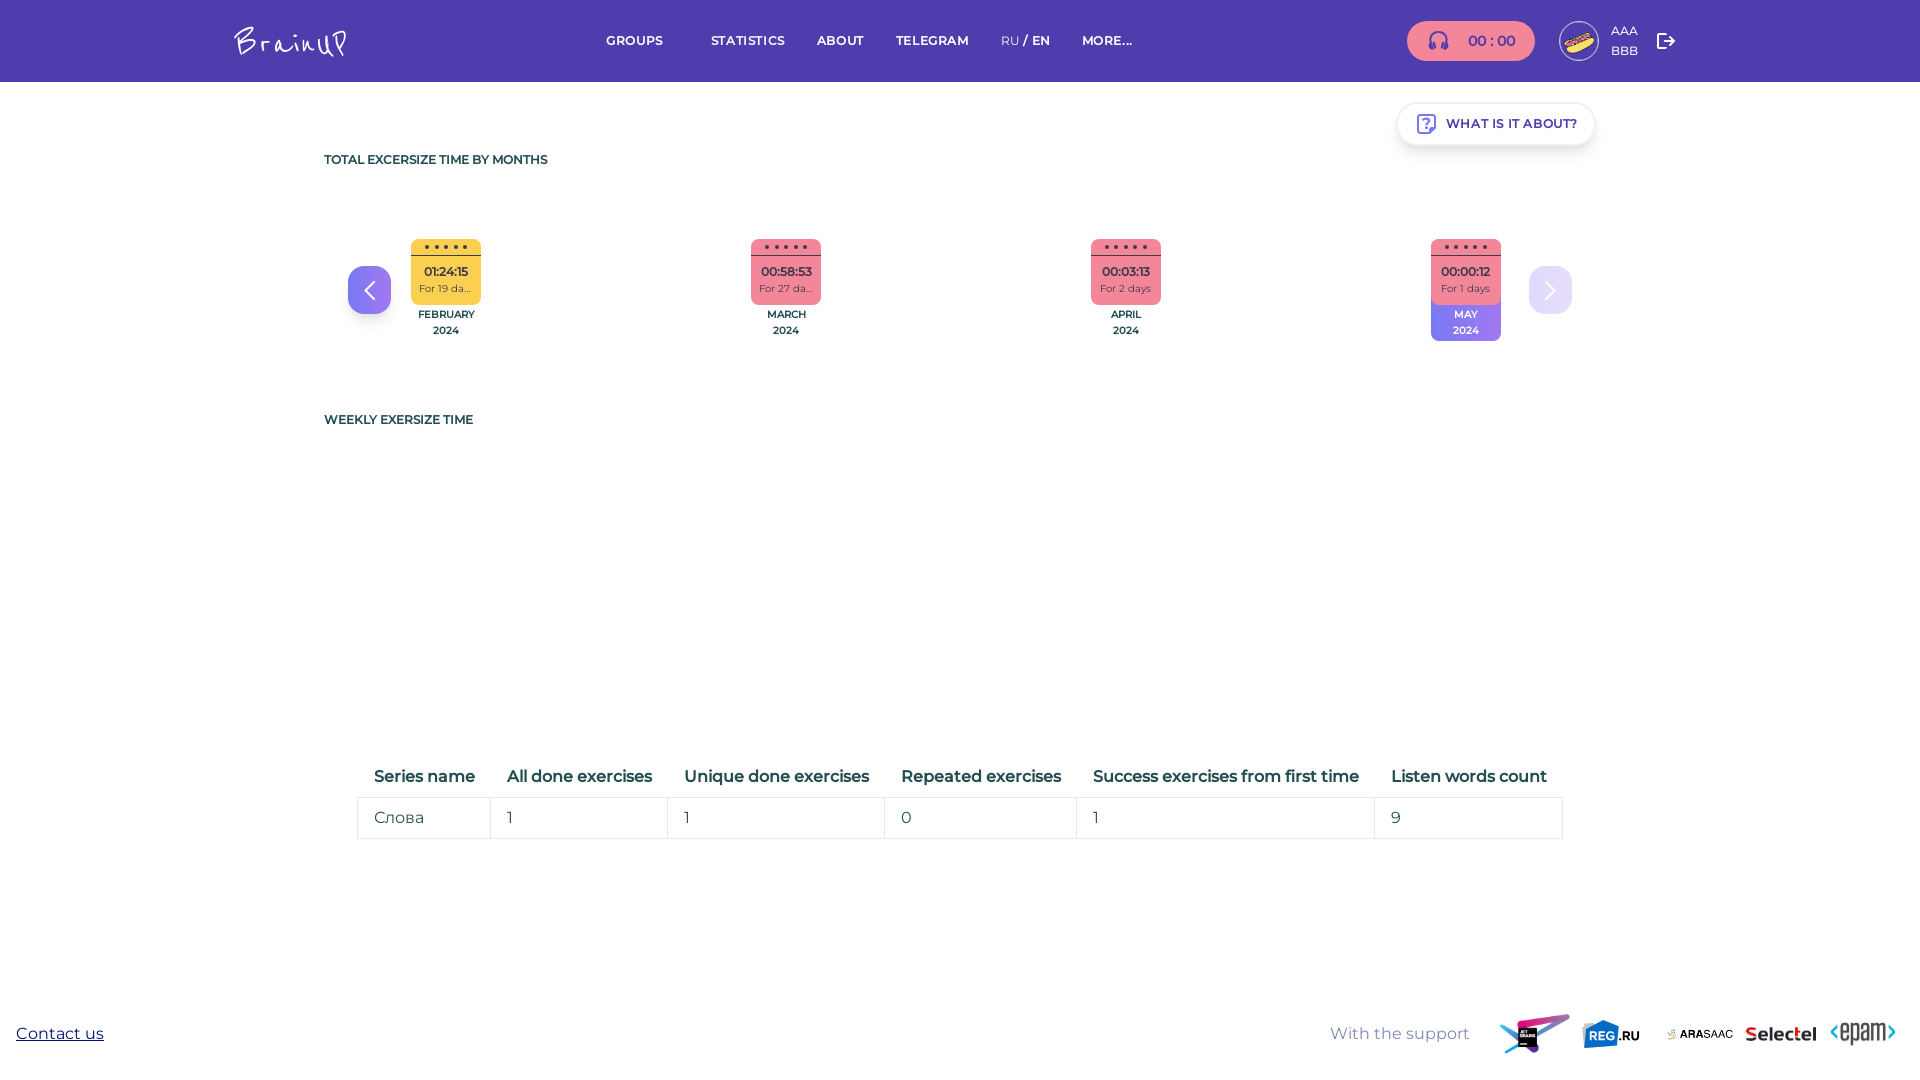 BrainUP
GROUPS STATISTICS ABOUT TELEGRAM RU / EN MORE...
00 : 00
AAA
BBB
WHAT IS IT ABOUT?
TOTAL EXCERSIZE TIME BY MONTHS
01:24:15
For 19 da...
FEBRUARY
2024
00:58:53
For 27 da...
MARCH
2024
00:03:13
For 2 days
APRIL
2024
00:00:12
For 1 days
MAY
2024
WEEKLY EXERSIZE TIME
Series name All done exercises Unique done exercises Repeated exercises Success exercises from first time Listen words count
Слова 1 1 0 1 9
Contact us
With the support
JET
BRAINS
REG.RU
ARASAAC
Selectel
<epam>